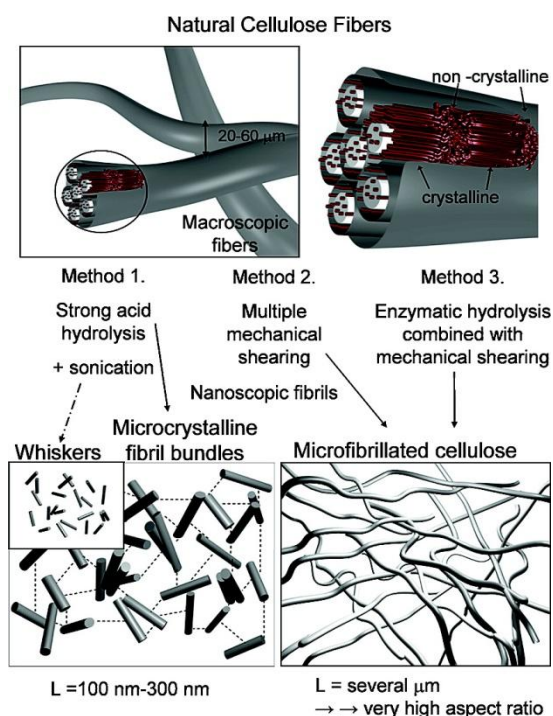 Natural Cellulose Fibers
20-60 μm
Macroscopic
fibers
non -crystalline
crystalline
Method 1.
Strong acid
hydrolysis
+ sonication
Method 2.
Multiple
mechanical
shearing
Method 3.
Enzymatic hydrolysis
combined with
mechanical shearing
Nanoscopic fibrils
Whiskers
Microcrystalline
fibril bundles
Microfibrillated cellulose
L =100 nm-300 nm
L = several μm
→ → very high aspect ratio